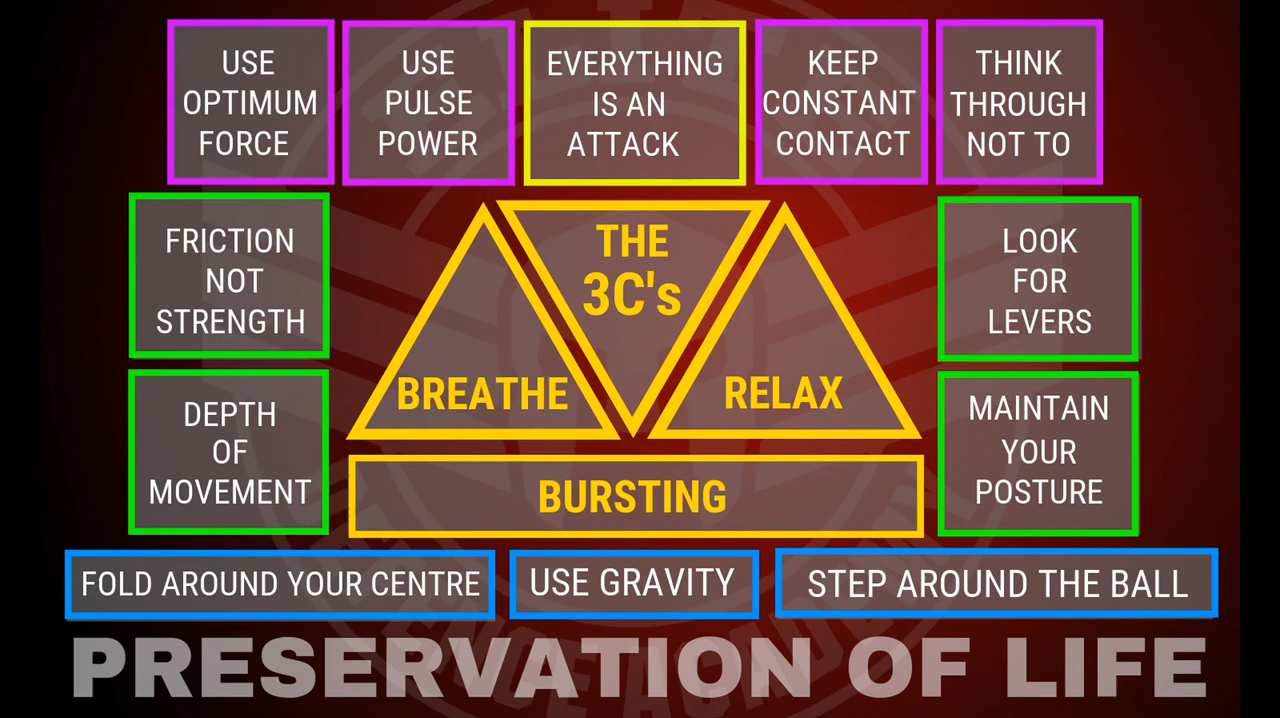 USE
OPTIMUM
FORCE
USE
PULSE
POWER
EVERYTHING
IS AN
ATTACK
KEEP
CONSTANT
CONTACT
THINK
THROUGH
NOT TO
FRICTION
NOT
STRENGTH
THE
3C's
BREATHE
RELAX
LOOK
FOR
LEVERS
DEPTH
OF
MOVEMENT
MAINTAIN
YOUR
POSTURE
BURSTING
FOLD AROUND YOUR CENTRE
USE GRAVITY
STEP AROUND THE BALL
PRESERVATION OF LIFE